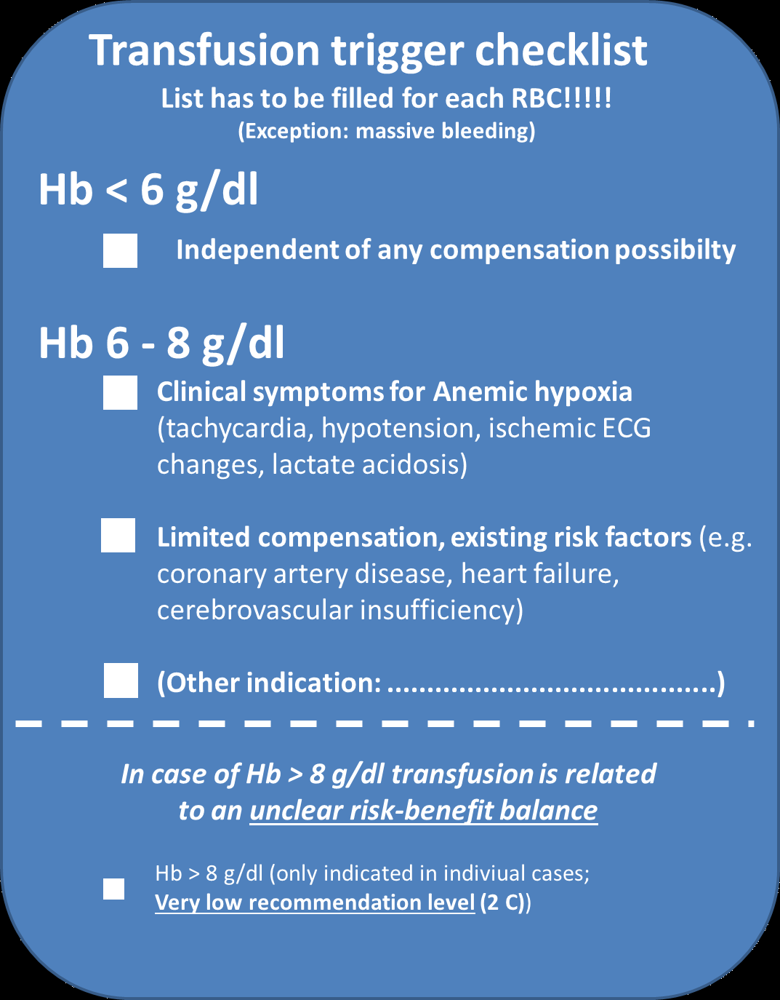 Transfusion trigger checklist
List has to be filled for each RBC!!!!!
(Exception: massive bleeding)
Hb < 6 g/dl
Independent of any compensation possibilty
Hb 6 - 8 g/dl
Clinical symptoms for Anemic hypoxia
(tachycardia, hypotension, ischemic ECG
changes, lactate acidosis)
Limited compensation, existing risk factors (e.g.
coronary artery disease, heart failure,
cerebrovascular insufficiency)
(Other indication: .........................................)
In case of Hb > 8 g/dl transfusion is related
to an unclear risk-benefit balance
Hb > 8 g/dl (only indicated in indiviual cases;
Very low recommendation level (2 C))